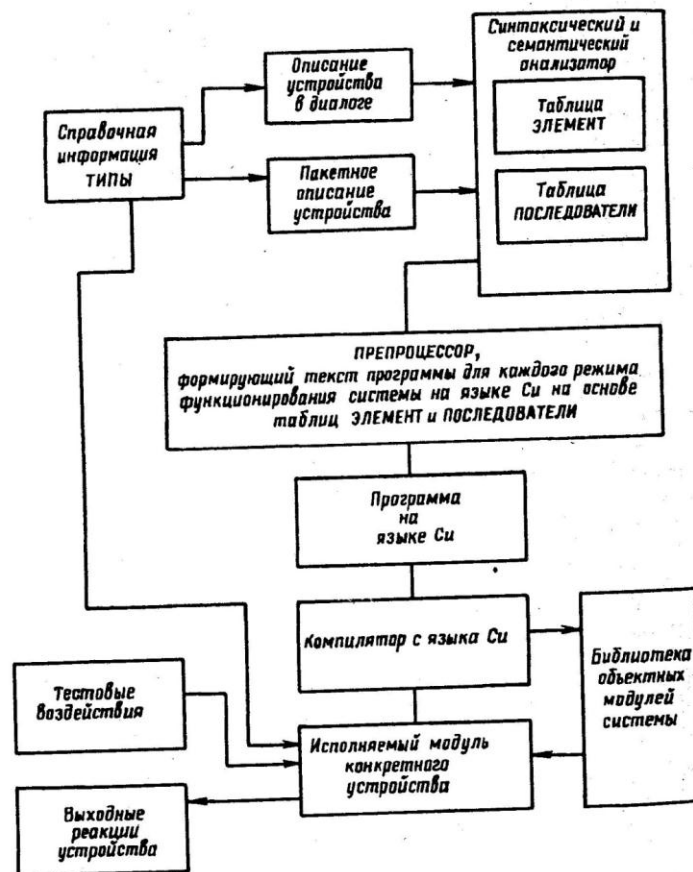 Синтаксический и
семантический
анализатор
Описание
устройства
в диалоге
Таблица
ЭЛЕМЕНТ
Справочная
информация
ТИПЫ
Пакетное
описание
устройства
Таблица
ПОСЛЕДОВАТЕЛИ
ПРЕПРОЦЕССОР,
формирующий текст программы для каждого режима
функционирования системы на языке Си на основе
таблиц ЭЛЕМЕНТ и ПОСЛЕДОВАТЕЛИ
Программа
на
языке Си
Компилятор с языка Си
Библиотека
объектных
модулей
системы
Тестовые
воздействия
Исполняемый модуль
конкретного
устройства
Выходные
реакции
устройства